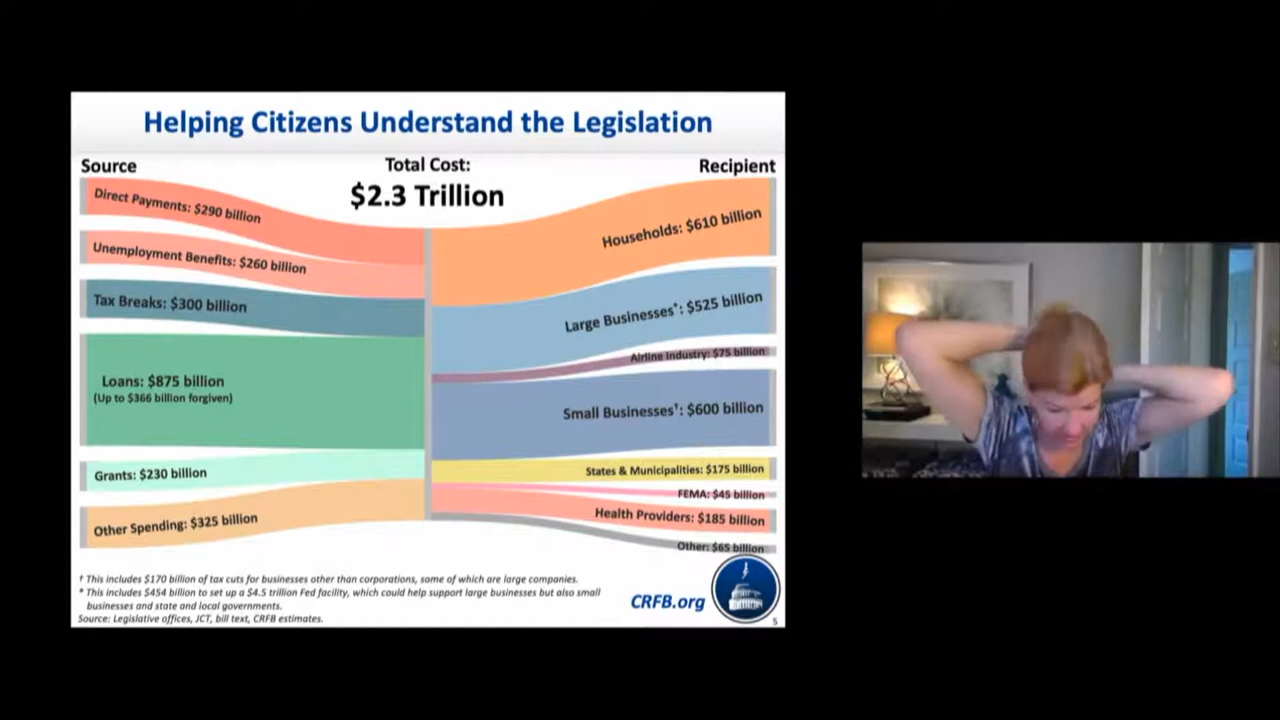 Helping Citizens Understand the Legislation
Source
Total Cost:
$2.3 Trillion
Recipient
Direct Payments: $290 billion
Unemployment Benefits: $260 billion
Tax Breaks: $300 billion
Loans: $875 billion
(Up to $366 billion forgiven)
Grants: $230 billion
Other Spending: $325 billion
Households: $610 billion
Large Businesses*: $525 billion
Airline Industry: $75 billion
Small Businesses†: $600 billion
States & Municipalities: $175 billion
FEMA: $45 billion
Health Providers: $185 billion
Other: $65 billion
† This includes $170 billion of tax cuts for businesses other than corporations, some of which are large companies.
* This includes $454 billion to set up a $4.5 trillion Fed facility, which could help support large businesses but also small
businesses and state and local governments.
Source: Legislative offices, JCT, bill text, CRFB estimates.
CRFB.org
5